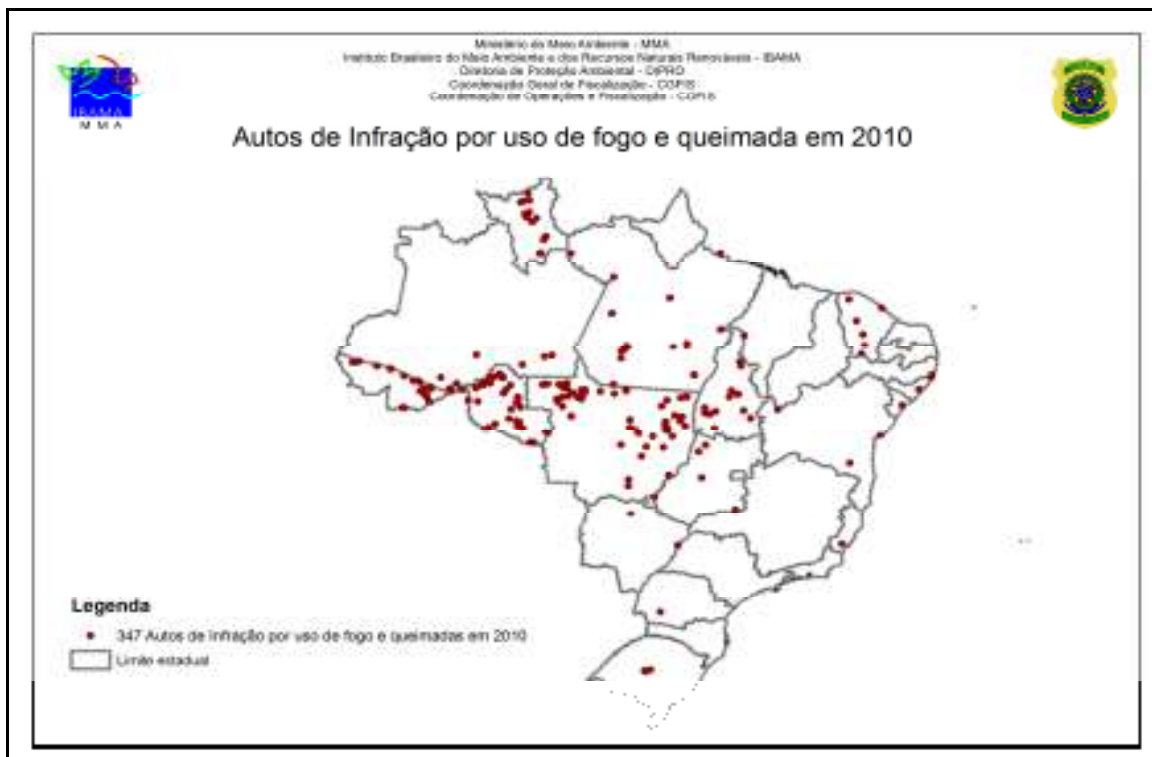 Ministério do Meio Ambiente - MMA
Instituto Brasileiro do Meio Ambiente e dos Recursos Naturais Renováveis - IBAMA
Diretoria de Proteção Ambiental - DIPRO
Coordenação Geral de Fiscalização - CGFIS
Coordenação de Operações e Fiscalização - COFIS
IBAMA
M M A
Autos de Infração por uso de fogo e queimada em 2010
Legenda
347 Autos de Infração por uso de fogo e queimadas em 2010
Limite estadual